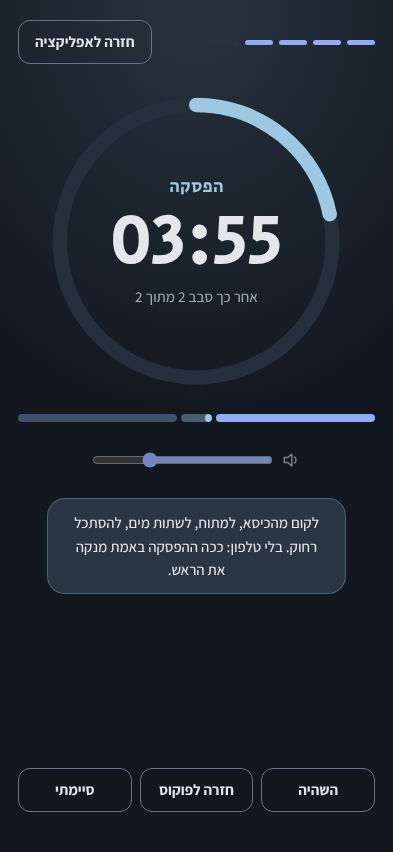 חזרה לאפליקציה
הפסקה
03:55
אחר כך סבב 2 מתוך 2
לקום מהכיסא, למתוח, לשתות מים, להסתכל
רחוק. בלי טלפון: ככה ההפסקה באמת מנקה
את הראש.
השהיה
חזרה לפוקוס
סיימתי